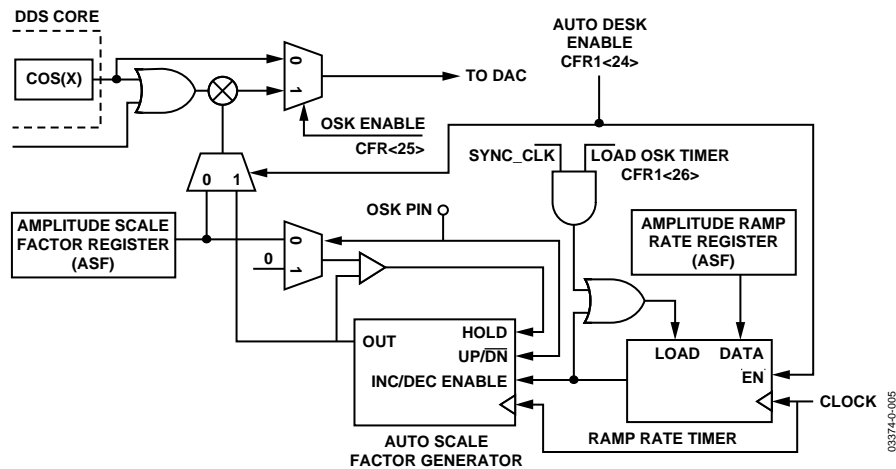 DDS CORE
COS(X)
0
1
TO DAC
AUTO DESK
ENABLE
CFR1<24>
OSK ENABLE
CFR<25>
SYNC_CLK
LOAD OSK TIMER
CFR1<26>
0 1
OSK PIN
AMPLITUDE SCALE
FACTOR REGISTER
(ASF)
0
1
0
AMPLITUDE RAMP
RATE REGISTER
(ASF)
OUT
HOLD
UP/DN
INC/DEC ENABLE
LOAD DATA
EN
CLOCK
RAMP RATE TIMER
AUTO SCALE
FACTOR GENERATOR
03374-0-005